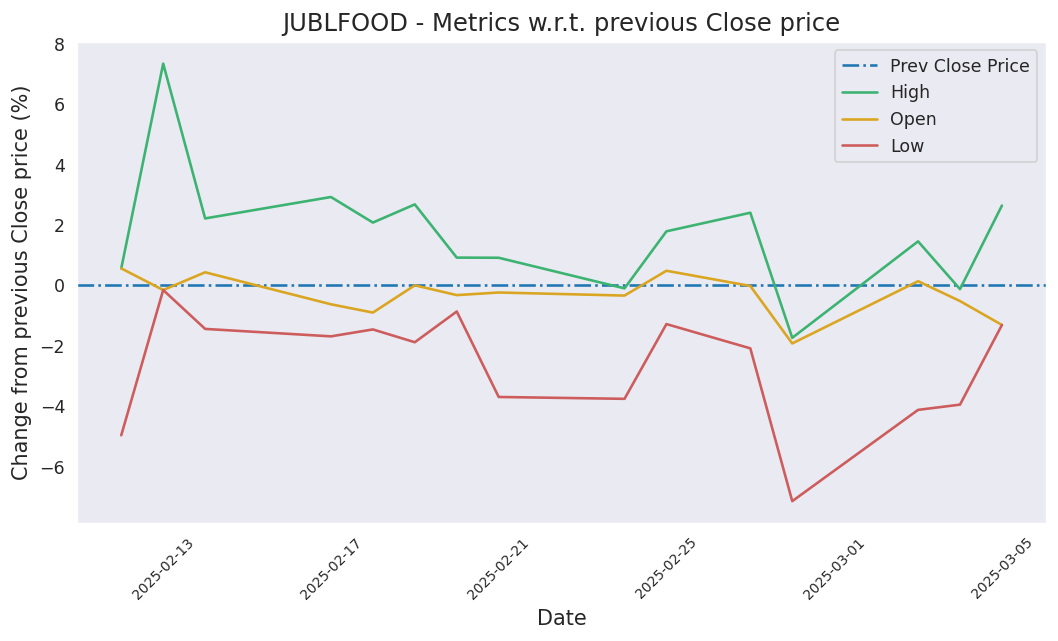 JUBLFOOD - Metrics w.r.t. previous Close price
Change from previous Close price (%)
8
6
4
2
0
−2
−4
−6
Prev Close Price
High
Open
Low
2025-02-13
2025-02-17
2025-02-21
2025-02-25
2025-03-01
2025-03-05
Date